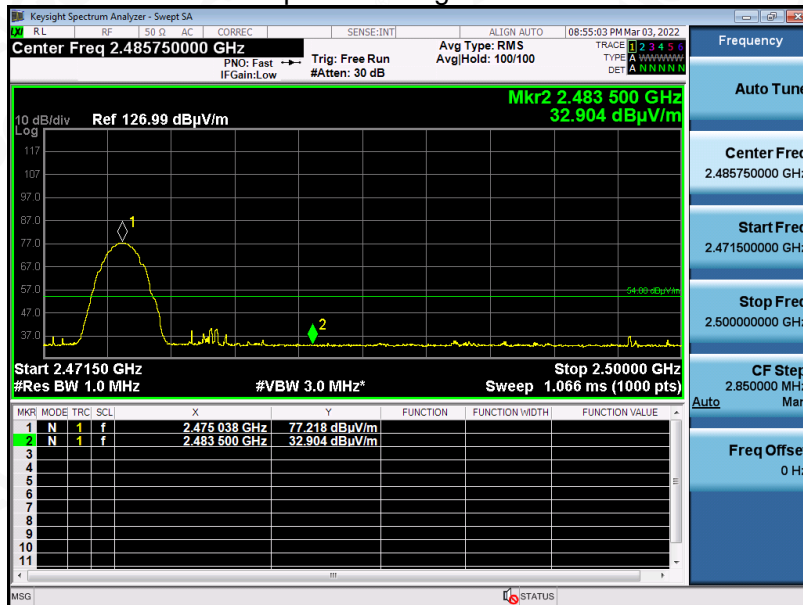 Keysight Spectrum Analyzer - Swept SA
RL RF 50 Ω AC CORREC SENSE:INT ALIGN AUTO 08:55:03 PM Mar 03, 2022
Center Freq 2.485750000 GHz
PNO: Fast
IFGain:Low
Trig: Free Run
#Atten: 30 dB
Avg Type: RMS
Avg|Hold: 100/100
TRACE 1 2 3 4 5 6
TYPE A WWWWW
DET A N N N N N
Frequency
Mkr2 2.483 500 GHz
32.904 dBµV/m
10 dB/div Ref 126.99 dBµV/m
Log
117
107
97.0
87.0
77.0
67.0
57.0
47.0
37.0
1
2
54.00 dBµV/m
Start 2.47150 GHz
Stop 2.50000 GHz
#Res BW 1.0 MHz #VBW 3.0 MHz* Sweep 1.066 ms (1000 pts)
MKR MODE TRC SCL X Y FUNCTION FUNCTION WIDTH FUNCTION VALUE
1 N 1 f 2.475 038 GHz 77.218 dBµV/m
2 N 1 f 2.483 500 GHz 32.904 dBµV/m
3
4
5
6
7
8
9
10
11
Auto Tune
Center Freq
2.485750000 GHz
Start Freq
2.471500000 GHz
Stop Freq
2.500000000 GHz
CF Step
2.850000 MHz
Auto Man
Freq Offset
0 Hz
MSG STATUS